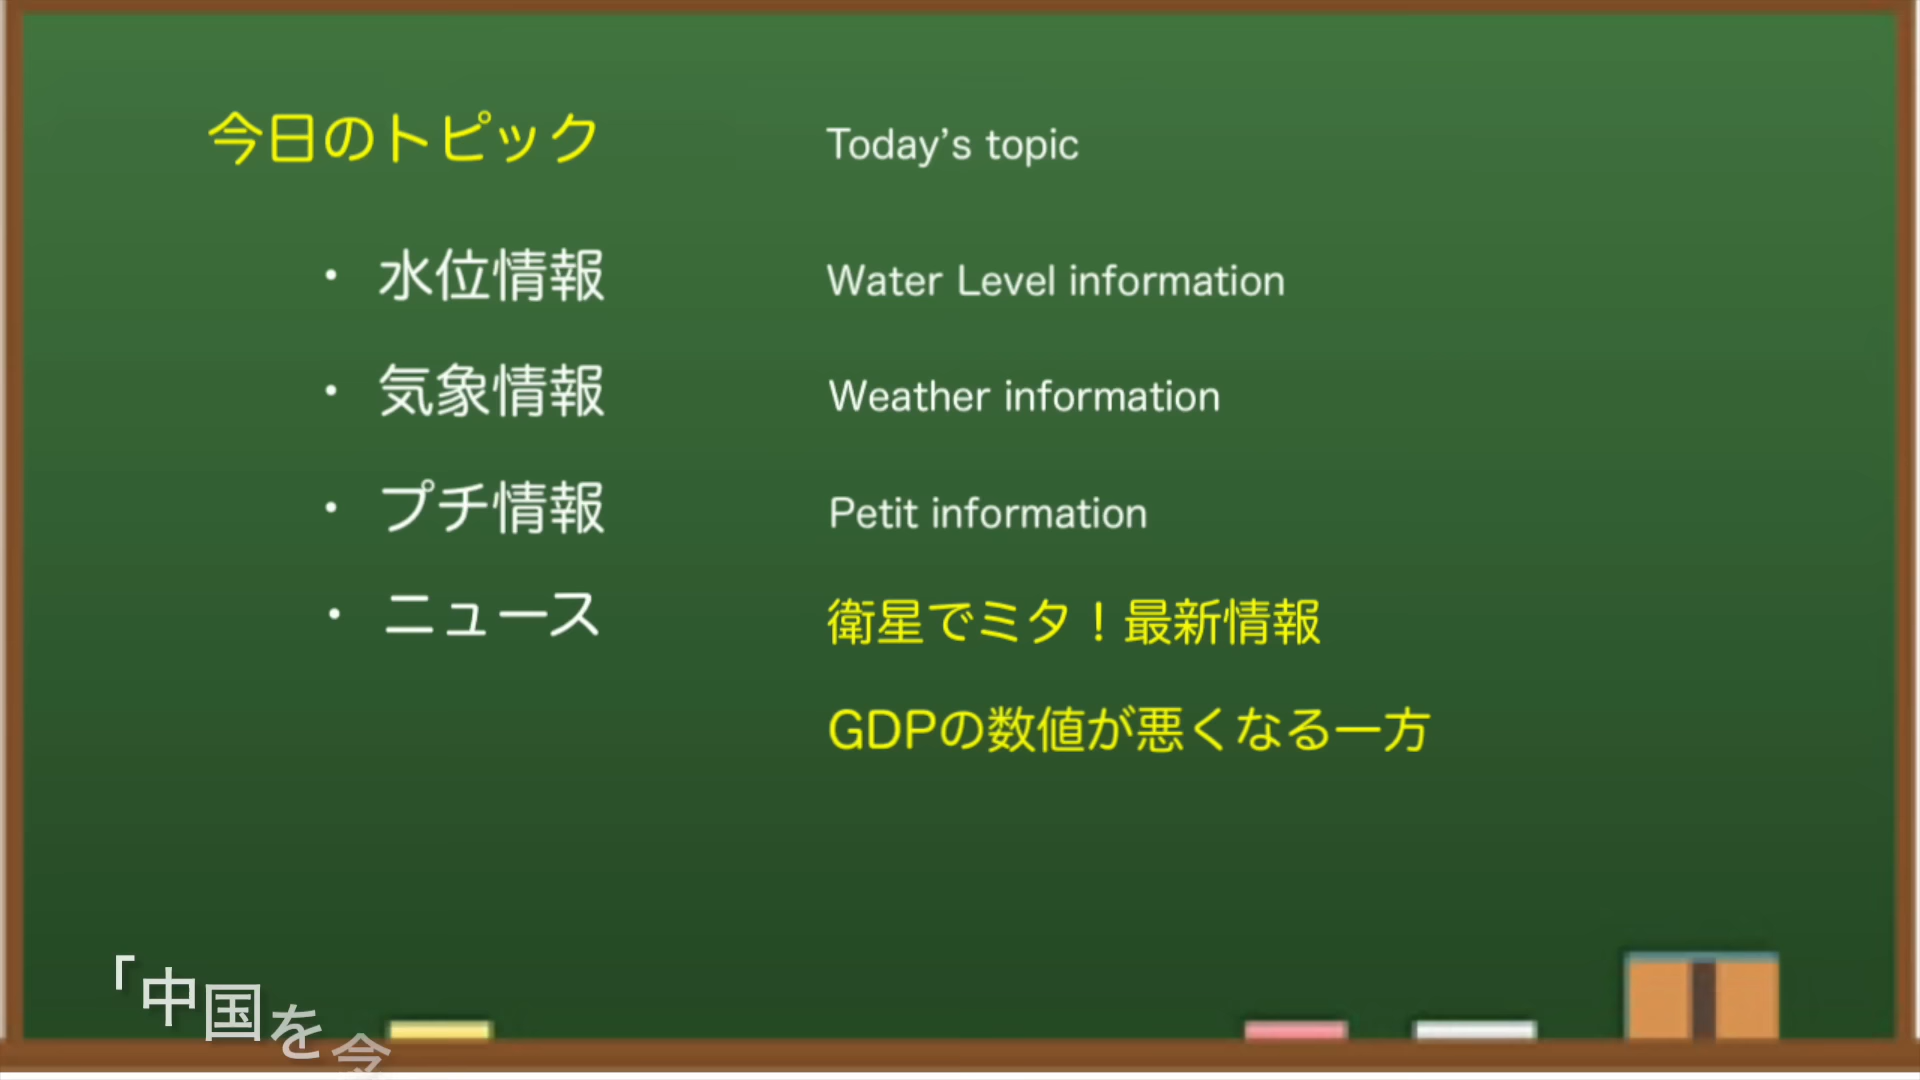 今日のトピック Today's topic
・ 水位情報 Water Level information
・ 気象情報 Weather information
・ プチ情報 Petit information
・ ニュース 衛星でミタ！最新情報
GDPの数値が悪くなる一方
「中国を今